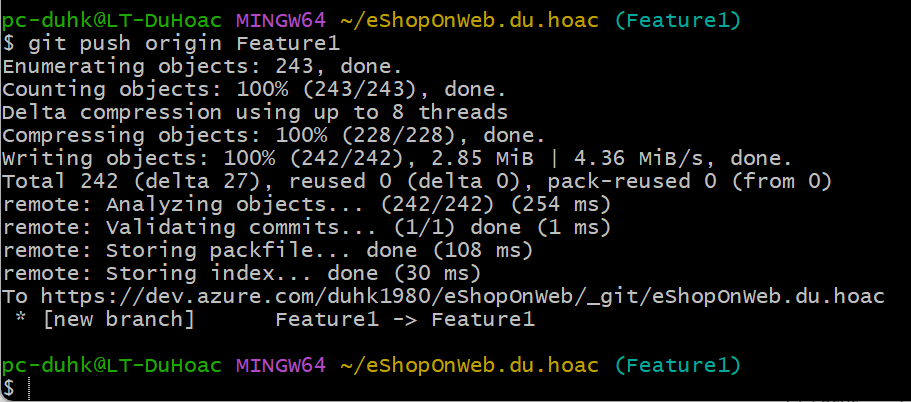 pc-duhk@LT-DuHoac MINGW64 ~/eShopOnWeb.du.hoac (Feature1)
$ git push origin Feature1
Enumerating objects: 243, done.
Counting objects: 100% (243/243), done.
Delta compression using up to 8 threads
Compressing objects: 100% (228/228), done.
Writing objects: 100% (242/242), 2.85 MiB | 4.36 MiB/s, done.
Total 242 (delta 27), reused 0 (delta 0), pack-reused 0 (from 0)
remote: Analyzing objects... (242/242) (254 ms)
remote: Validating commits... (1/1) done (1 ms)
remote: Storing packfile... done (108 ms)
remote: Storing index... done (30 ms)
To https://dev.azure.com/duhk1980/eShopOnWeb/_git/eShopOnWeb.du.hoac
 * [new branch]      Feature1 -> Feature1
pc-duhk@LT-DuHoac MINGW64 ~/eShopOnWeb.du.hoac (Feature1)
$